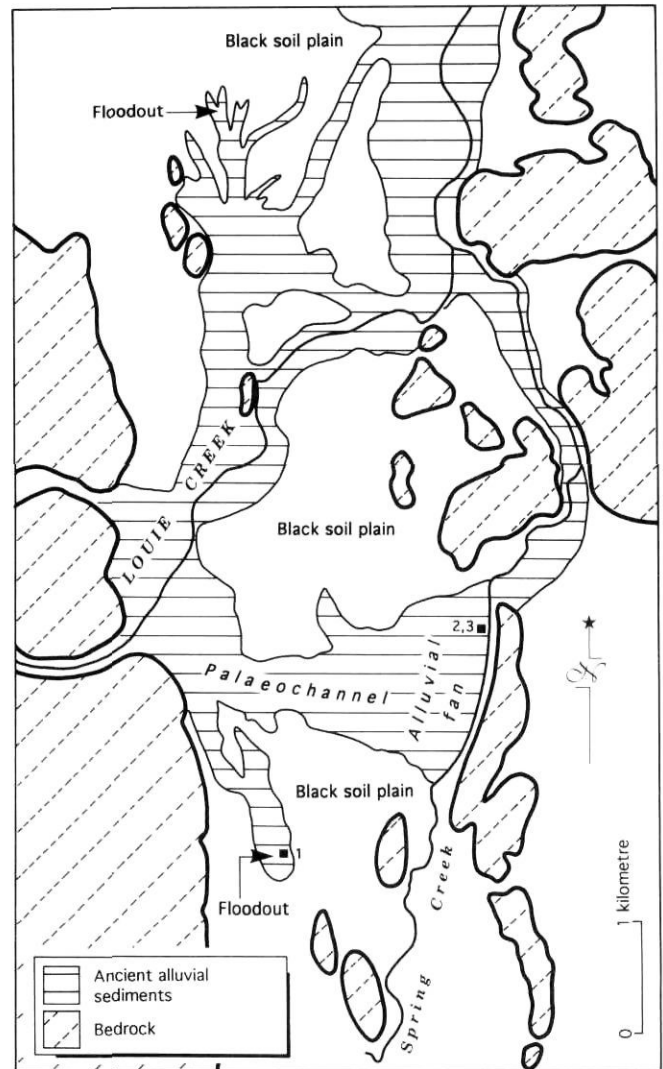 Black soil plain
Floodout
LOUIE CREEK
Black soil plain
2,3
Palaeochannel
Alluvial
fan
Black soil plain
1
Floodout
Spring Creek
1 kilometre
0
Ancient alluvial
sediments
Bedrock